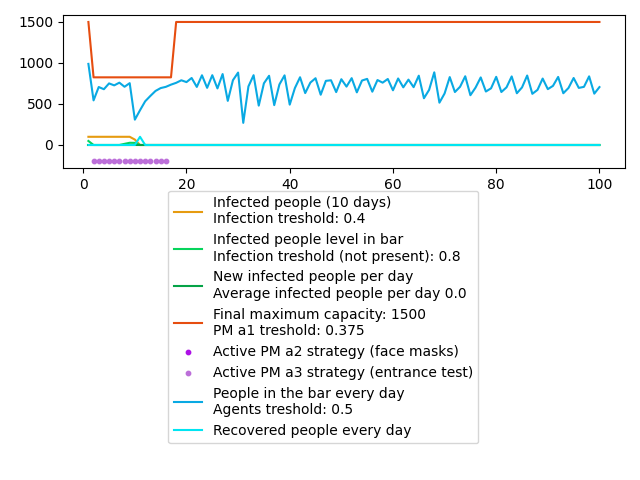 1500
1000
500
0
0
20
40
60
80
100
Infected people (10 days)
Infection treshold: 0.4
Infected people level in bar
Infection treshold (not present): 0.8
New infected people per day
Average infected people per day 0.0
Final maximum capacity: 1500
PM a1 treshold: 0.375
Active PM a2 strategy (face masks)
Active PM a3 strategy (entrance test)
People in the bar every day
Agents treshold: 0.5
Recovered people every day